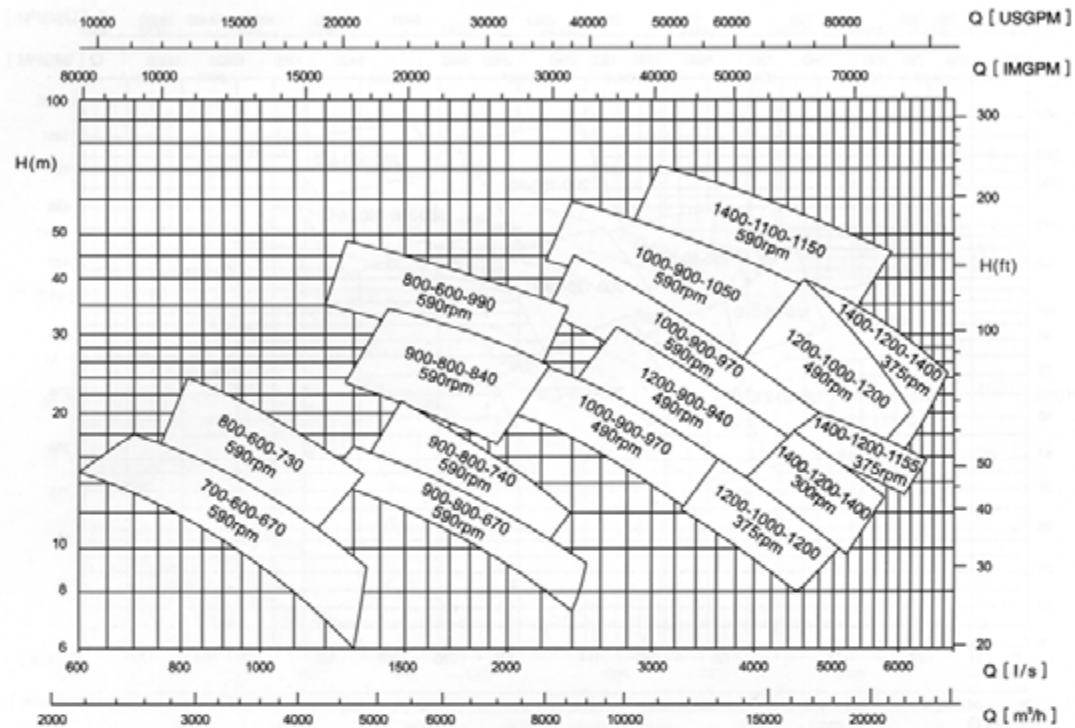 10000 15000 20000 30000 40000 50000 60000 80000 Q [ USGPM ]
80000 10000 15000 20000 30000 40000 50000 60000 70000 Q [ IMGPM ]
100
300
H(m)
200
1400-1100-1150
590rpm
50
1000-900-1050
590rpm
H(ft)
40
800-600-990
590rpm
1400-1200-1400
375rpm
30
100
1000-900-970
590rpm
1200-1000-1200
490rpm
900-800-840
590rpm
1200-900-940
490rpm
20
1000-900-970
490rpm
800-600-730
590rpm
1400-1200-1155
375rpm
900-800-740
590rpm
50
1400-1200-1400
300rpm
700-600-670
590rpm
900-800-670
590rpm
40
1200-1000-1200
375rpm
10
30
8
6
20
600 800 1000 1500 2000 3000 4000 5000 6000
Q [ l/s ]
2000 3000 4000 5000 6000 8000 10000 15000 20000
Q [ m³/h ]